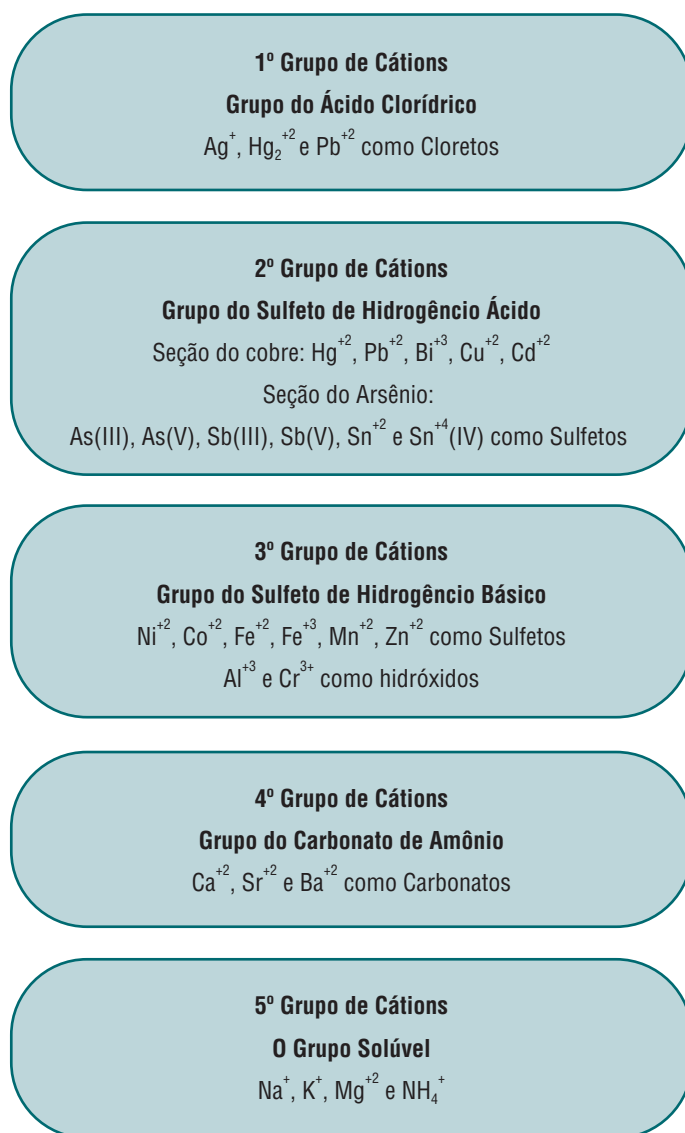 1º Grupo de Cátions
Grupo do Ácido Clorídrico
Ag⁺, Hg₂⁺² e Pb⁺² como Cloretos
2º Grupo de Cátions
Grupo do Sulfeto de Hidrogêncio Ácido
Seção do cobre: Hg⁺², Pb⁺², Bi⁺³, Cu⁺², Cd⁺²
Seção do Arsênio:
As(III), As(V), Sb(III), Sb(V), Sn⁺² e Sn⁺⁴(IV) como Sulfetos
3º Grupo de Cátions
Grupo do Sulfeto de Hidrogêncio Básico
Ni⁺², Co⁺², Fe⁺², Fe⁺³, Mn⁺², Zn⁺² como Sulfetos
Al⁺³ e Cr³⁺ como hidróxidos
4º Grupo de Cátions
Grupo do Carbonato de Amônio
Ca⁺², Sr⁺² e Ba⁺² como Carbonatos
5º Grupo de Cátions
O Grupo Solúvel
Na⁺, K⁺, Mg⁺² e NH₄⁺